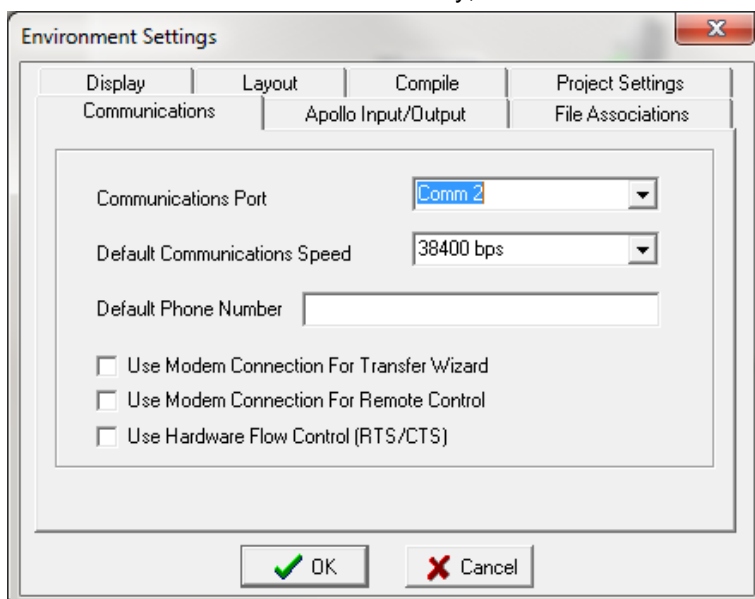 Environment Settings
Display Layout Compile Project Settings
Communications Apollo Input/Output File Associations
Communications Port Comm 2
Default Communications Speed 38400 bps
Default Phone Number
Use Modem Connection For Transfer Wizard
Use Modem Connection For Remote Control
Use Hardware Flow Control (RTS/CTS)
OK Cancel